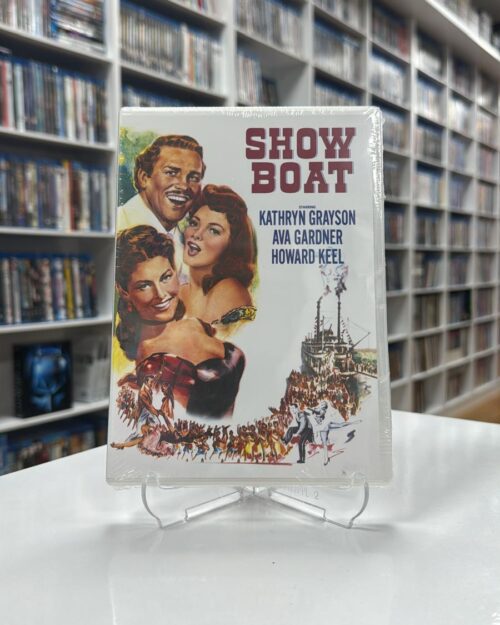 SHOW
BOAT
STARRING
KATHRYN GRAYSON
AVA GARDNER
HOWARD KEEL